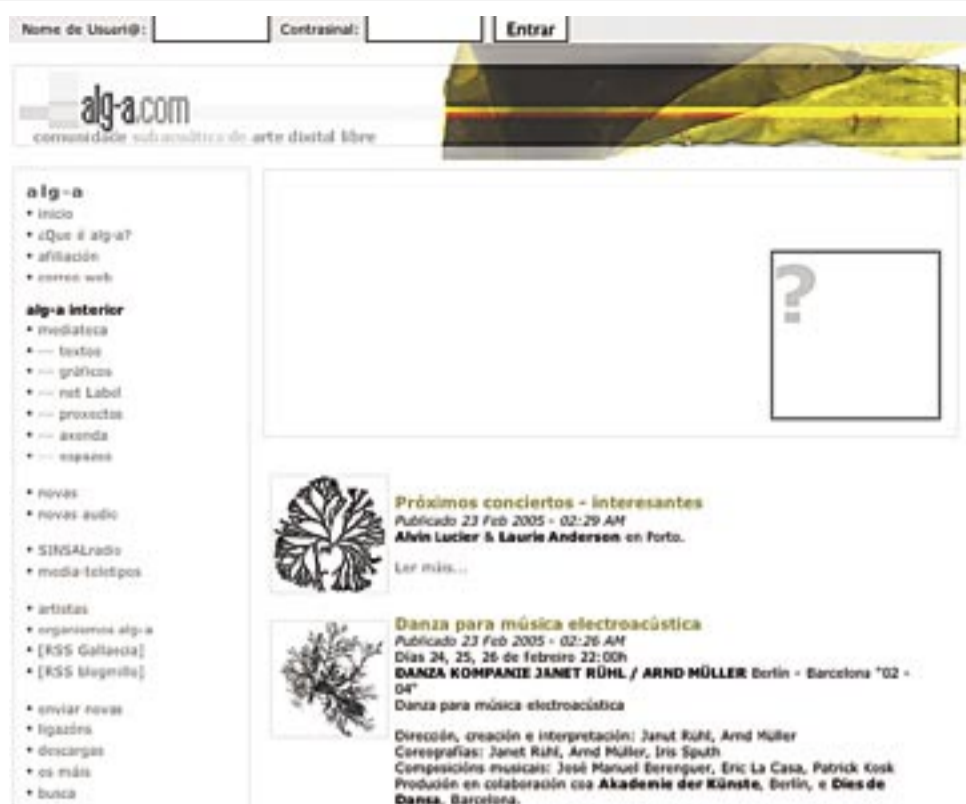 Nome de Usuari@:
Contrasinal:
Entrar
alg-a.com
comunidade subacuática de arte dixital libre
alg-a
• inicio
• ¿Que é alg-a?
• afiliación
• correo web
alg-a interior
• mediateca
• --- textos
• --- gráficos
• --- net Label
• --- proxectos
• --- axenda
• --- espazos
• novas
• novas audio
• SINSALradio
• media-teletipos
• artistas
• organismos alg-a
• [RSS Gallaecia]
• [RSS blogmillo]
• enviar novas
• ligazóns
• descargas
• os máis
• busca
?
Próximos conciertos - interesantes
Publicado 23 Feb 2005 - 02:29 AM
Alvin Lucier & Laurie Anderson en Porto.
Ler máis...
Danza para música electroacústica
Publicado 23 Feb 2005 - 02:26 AM
Días 24, 25, 26 de febreiro 22:00h
DANZA KOMPANIE JANET RÜHL / ARND MÜLLER Berlín - Barcelona "02 -
04"
Danza para música electroacústica
Dirección, creación e interpretación: Janut Rühl, Arnd Müller
Coreografías: Janet Rühl, Arnd Müller, Iris Sputh
Composicións musicais: José Manuel Berenguer, Eric La Casa, Patrick Kosk
Produción en colaboración coa Akademie der Künste, Berlín, e Dies de
Dansa, Barcelona.